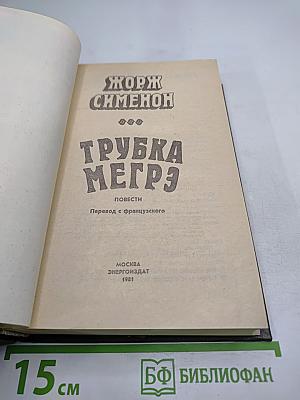 ЖОРЖ
СИМЕНОН
ТРУБКА
МЕГРЭ
ПОВЕСТИ
Перевод с французского
МОСКВА
ЭНЕРГОИЗДАТ
1981
15 см
БФ БИБЛИОФАН